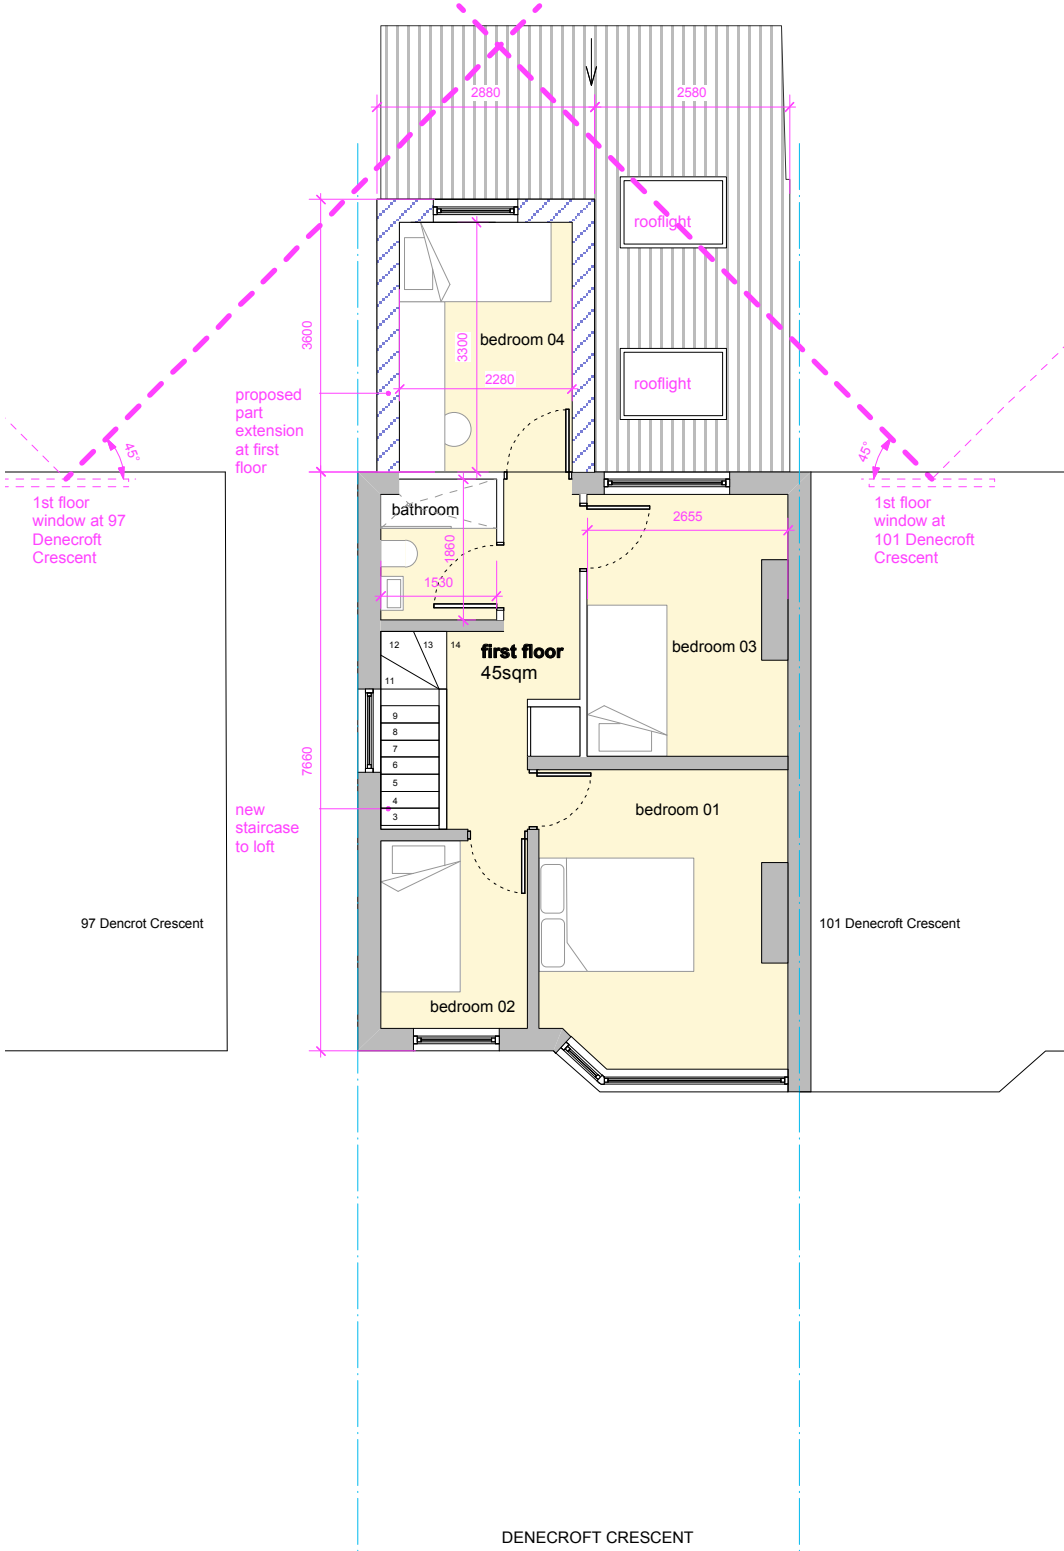 2880
2580
rooflight
3600
bedroom 04
3300
2280
rooflight
proposed
part
extension
at first
floor
45°
45°
1st floor
window at 97
Denecroft
Crescent
bathroom
1860
1530
2655
1st floor
window at
101 Denecroft
Crescent
12
13
14
11
first floor
45sqm
bedroom 03
9
8
7
6
5
4
3
7660
new
staircase
to loft
bedroom 01
97 Dencrot Crescent
101 Denecroft Crescent
bedroom 02
DENECROFT CRESCENT